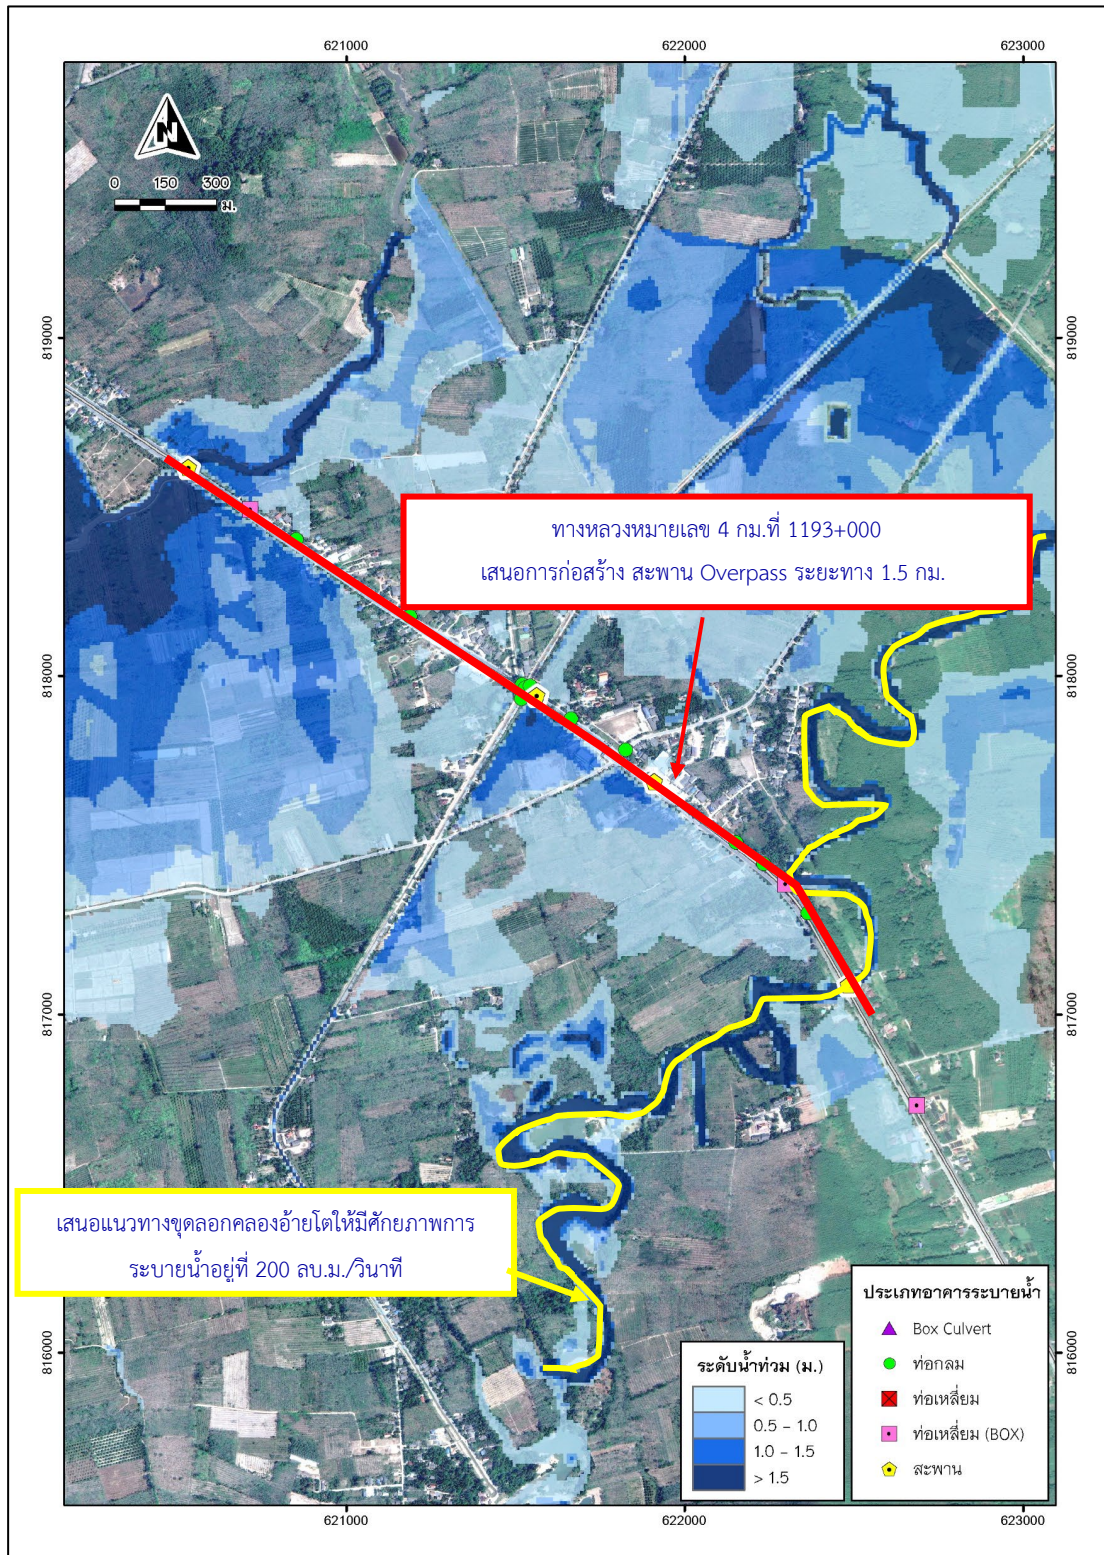 621000
622000
623000
N
0 150 300
ม.
819000
819000
ทางหลวงหมายเลข 4 กม.ที่ 1193+000
เสนอการก่อสร้าง สะพาน Overpass ระยะทาง 1.5 กม.
818000
818000
817000
817000
เสนอแนวทางขุดลอกคลองอ้ายโตให้มีศักยภาพการ
ระบายน้ำอยู่ที่ 200 ลบ.ม./วินาที
816000
816000
ระดับน้ำท่วม (ม.)
< 0.5
0.5 - 1.0
1.0 - 1.5
> 1.5
ประเภทอาคารระบายน้ำ
Box Culvert
ท่อกลม
ท่อเหลี่ยม
ท่อเหลี่ยม (BOX)
สะพาน
621000
622000
623000